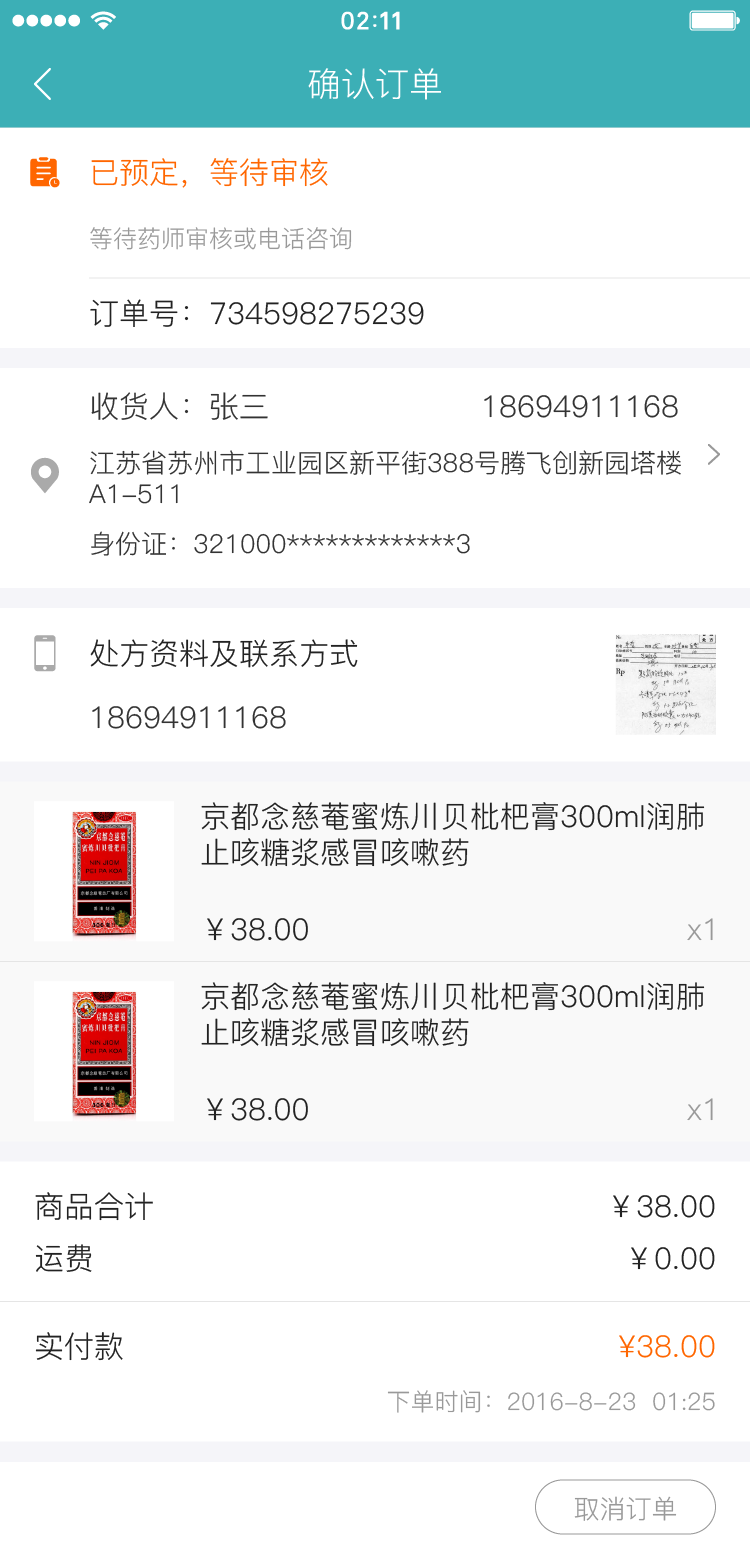 02:11
确认订单
已预定，等待审核
等待药师审核或电话咨询
订单号：734598275239
收货人：张三 18694911168
江苏省苏州市工业园区新平街388号腾飞创新园塔楼
A1-511
身份证：321000*************3
处方资料及联系方式
18694911168
京都念慈菴蜜炼川贝枇杷膏300ml润肺
止咳糖浆感冒咳嗽药
¥38.00 x1
京都念慈菴蜜炼川贝枇杷膏300ml润肺
止咳糖浆感冒咳嗽药
¥38.00 x1
商品合计 ¥38.00
运费 ¥0.00
实付款 ¥38.00
下单时间：2016-8-23 01:25
取消订单